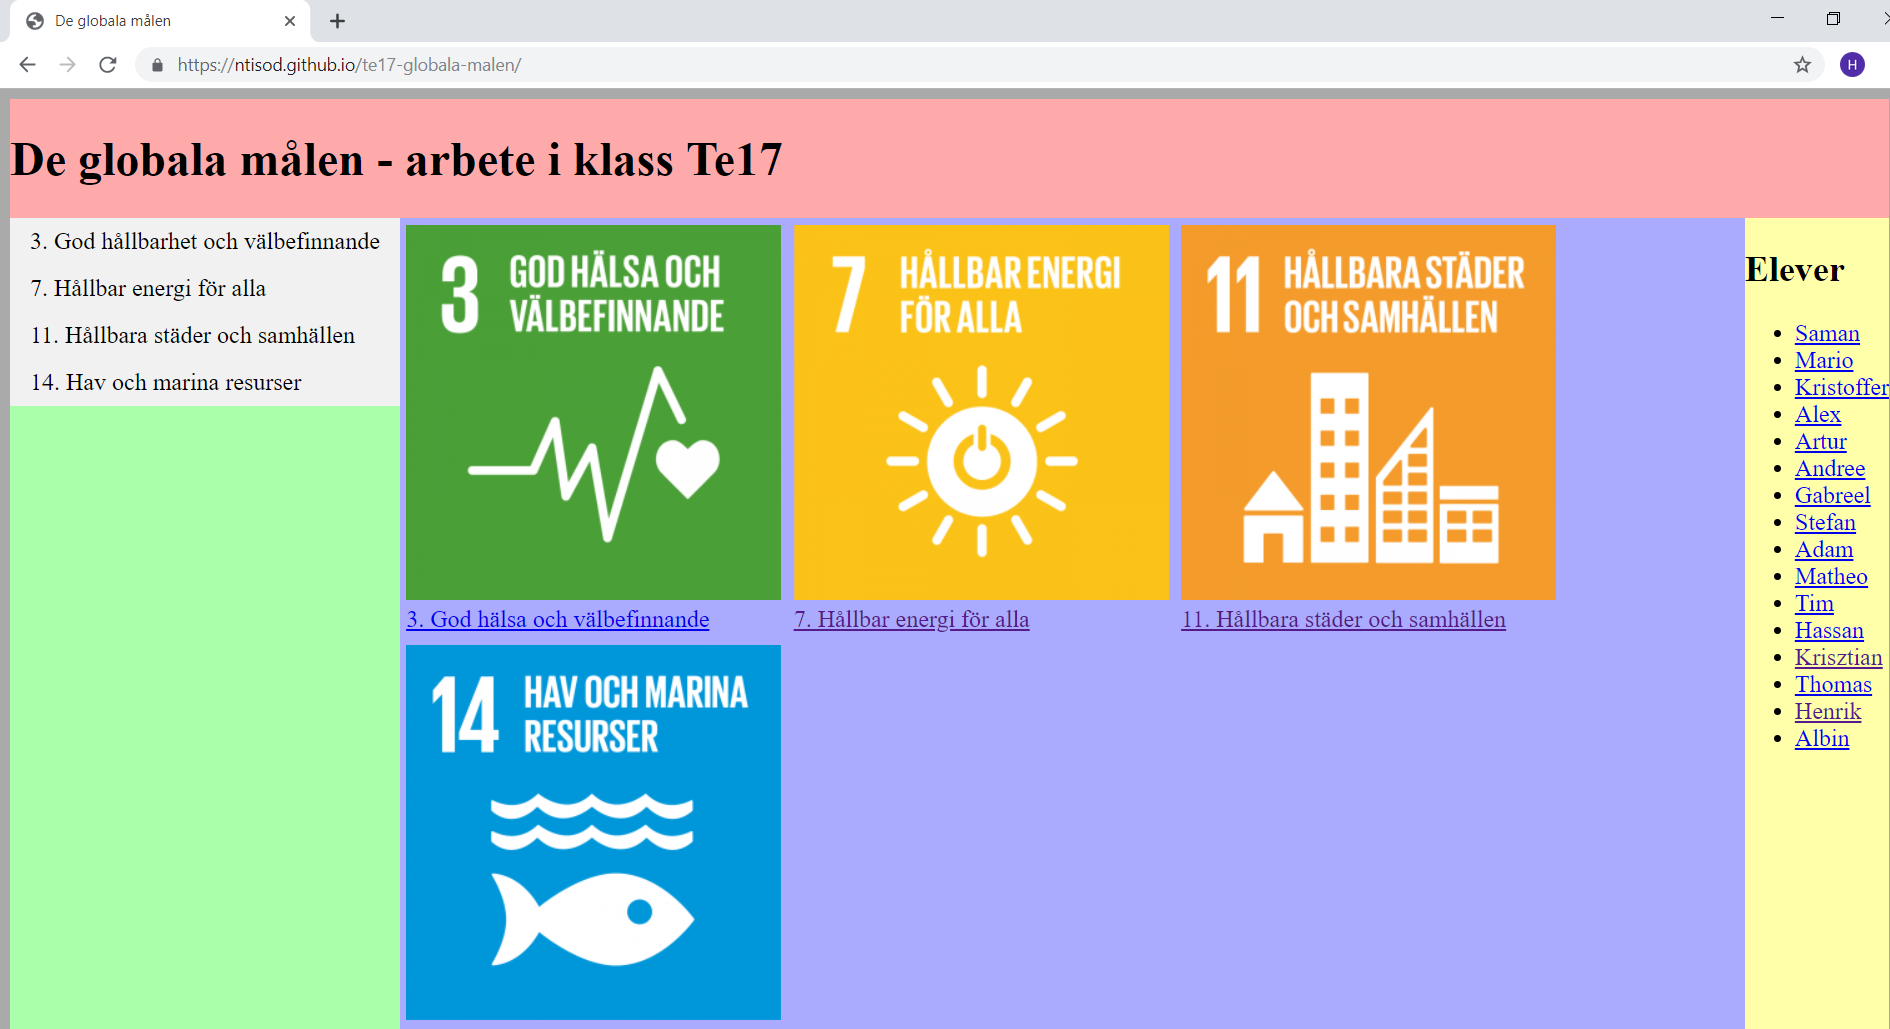 De globala målen
https://ntisod.github.io/te17-globala-malen/
H
De globala målen - arbete i klass Te17
3. God hållbarhet och välbefinnande
7. Hållbar energi för alla
11. Hållbara städer och samhällen
14. Hav och marina resurser
3 GOD HÄLSA OCH
VÄLBEFINNANDE
7 HÅLLBAR ENERGI
FÖR ALLA
11 HÅLLBARA STÄDER
OCH SAMHÄLLEN
3. God hälsa och välbefinnande
7. Hållbar energi för alla
11. Hållbara städer och samhällen
14 HAV OCH MARINA
RESURSER
Elever
Saman
Mario
Kristoffer
Alex
Artur
Andree
Gabreel
Stefan
Adam
Matheo
Tim
Hassan
Krisztian
Thomas
Henrik
Albin